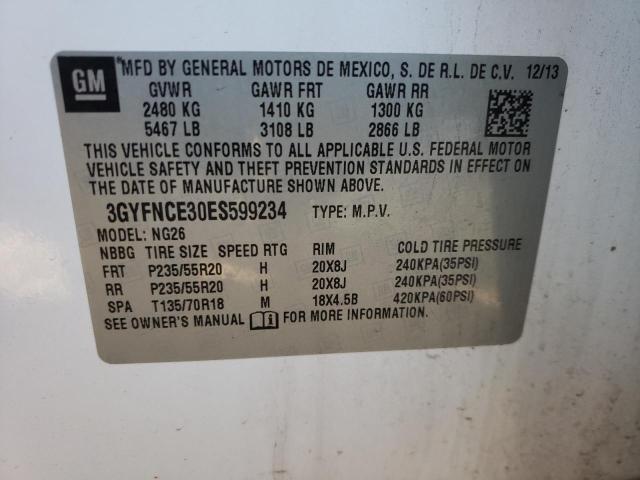 GM *MFD BY GENERAL MOTORS DE MEXICO, S. DE R.L. DE C.V. 12/13
GVWR GAWR FRT GAWR RR
2480 KG 1410 KG 1300 KG
5467 LB 3108 LB 2866 LB
THIS VEHICLE CONFORMS TO ALL APPLICABLE U.S. FEDERAL MOTOR
VEHICLE SAFETY AND THEFT PREVENTION STANDARDS IN EFFECT ON
THE DATE OF MANUFACTURE SHOWN ABOVE.
3GYFNCE30ES599234 TYPE: M.P.V.
MODEL: NG26
NBBG TIRE SIZE SPEED RTG RIM COLD TIRE PRESSURE
FRT P235/55R20 H 20X8J 240KPA(35PSI)
RR P235/55R20 H 20X8J 240KPA(35PSI)
SPA T135/70R18 M 18X4.5B 420KPA(60PSI)
SEE OWNER'S MANUAL FOR MORE INFORMATION.